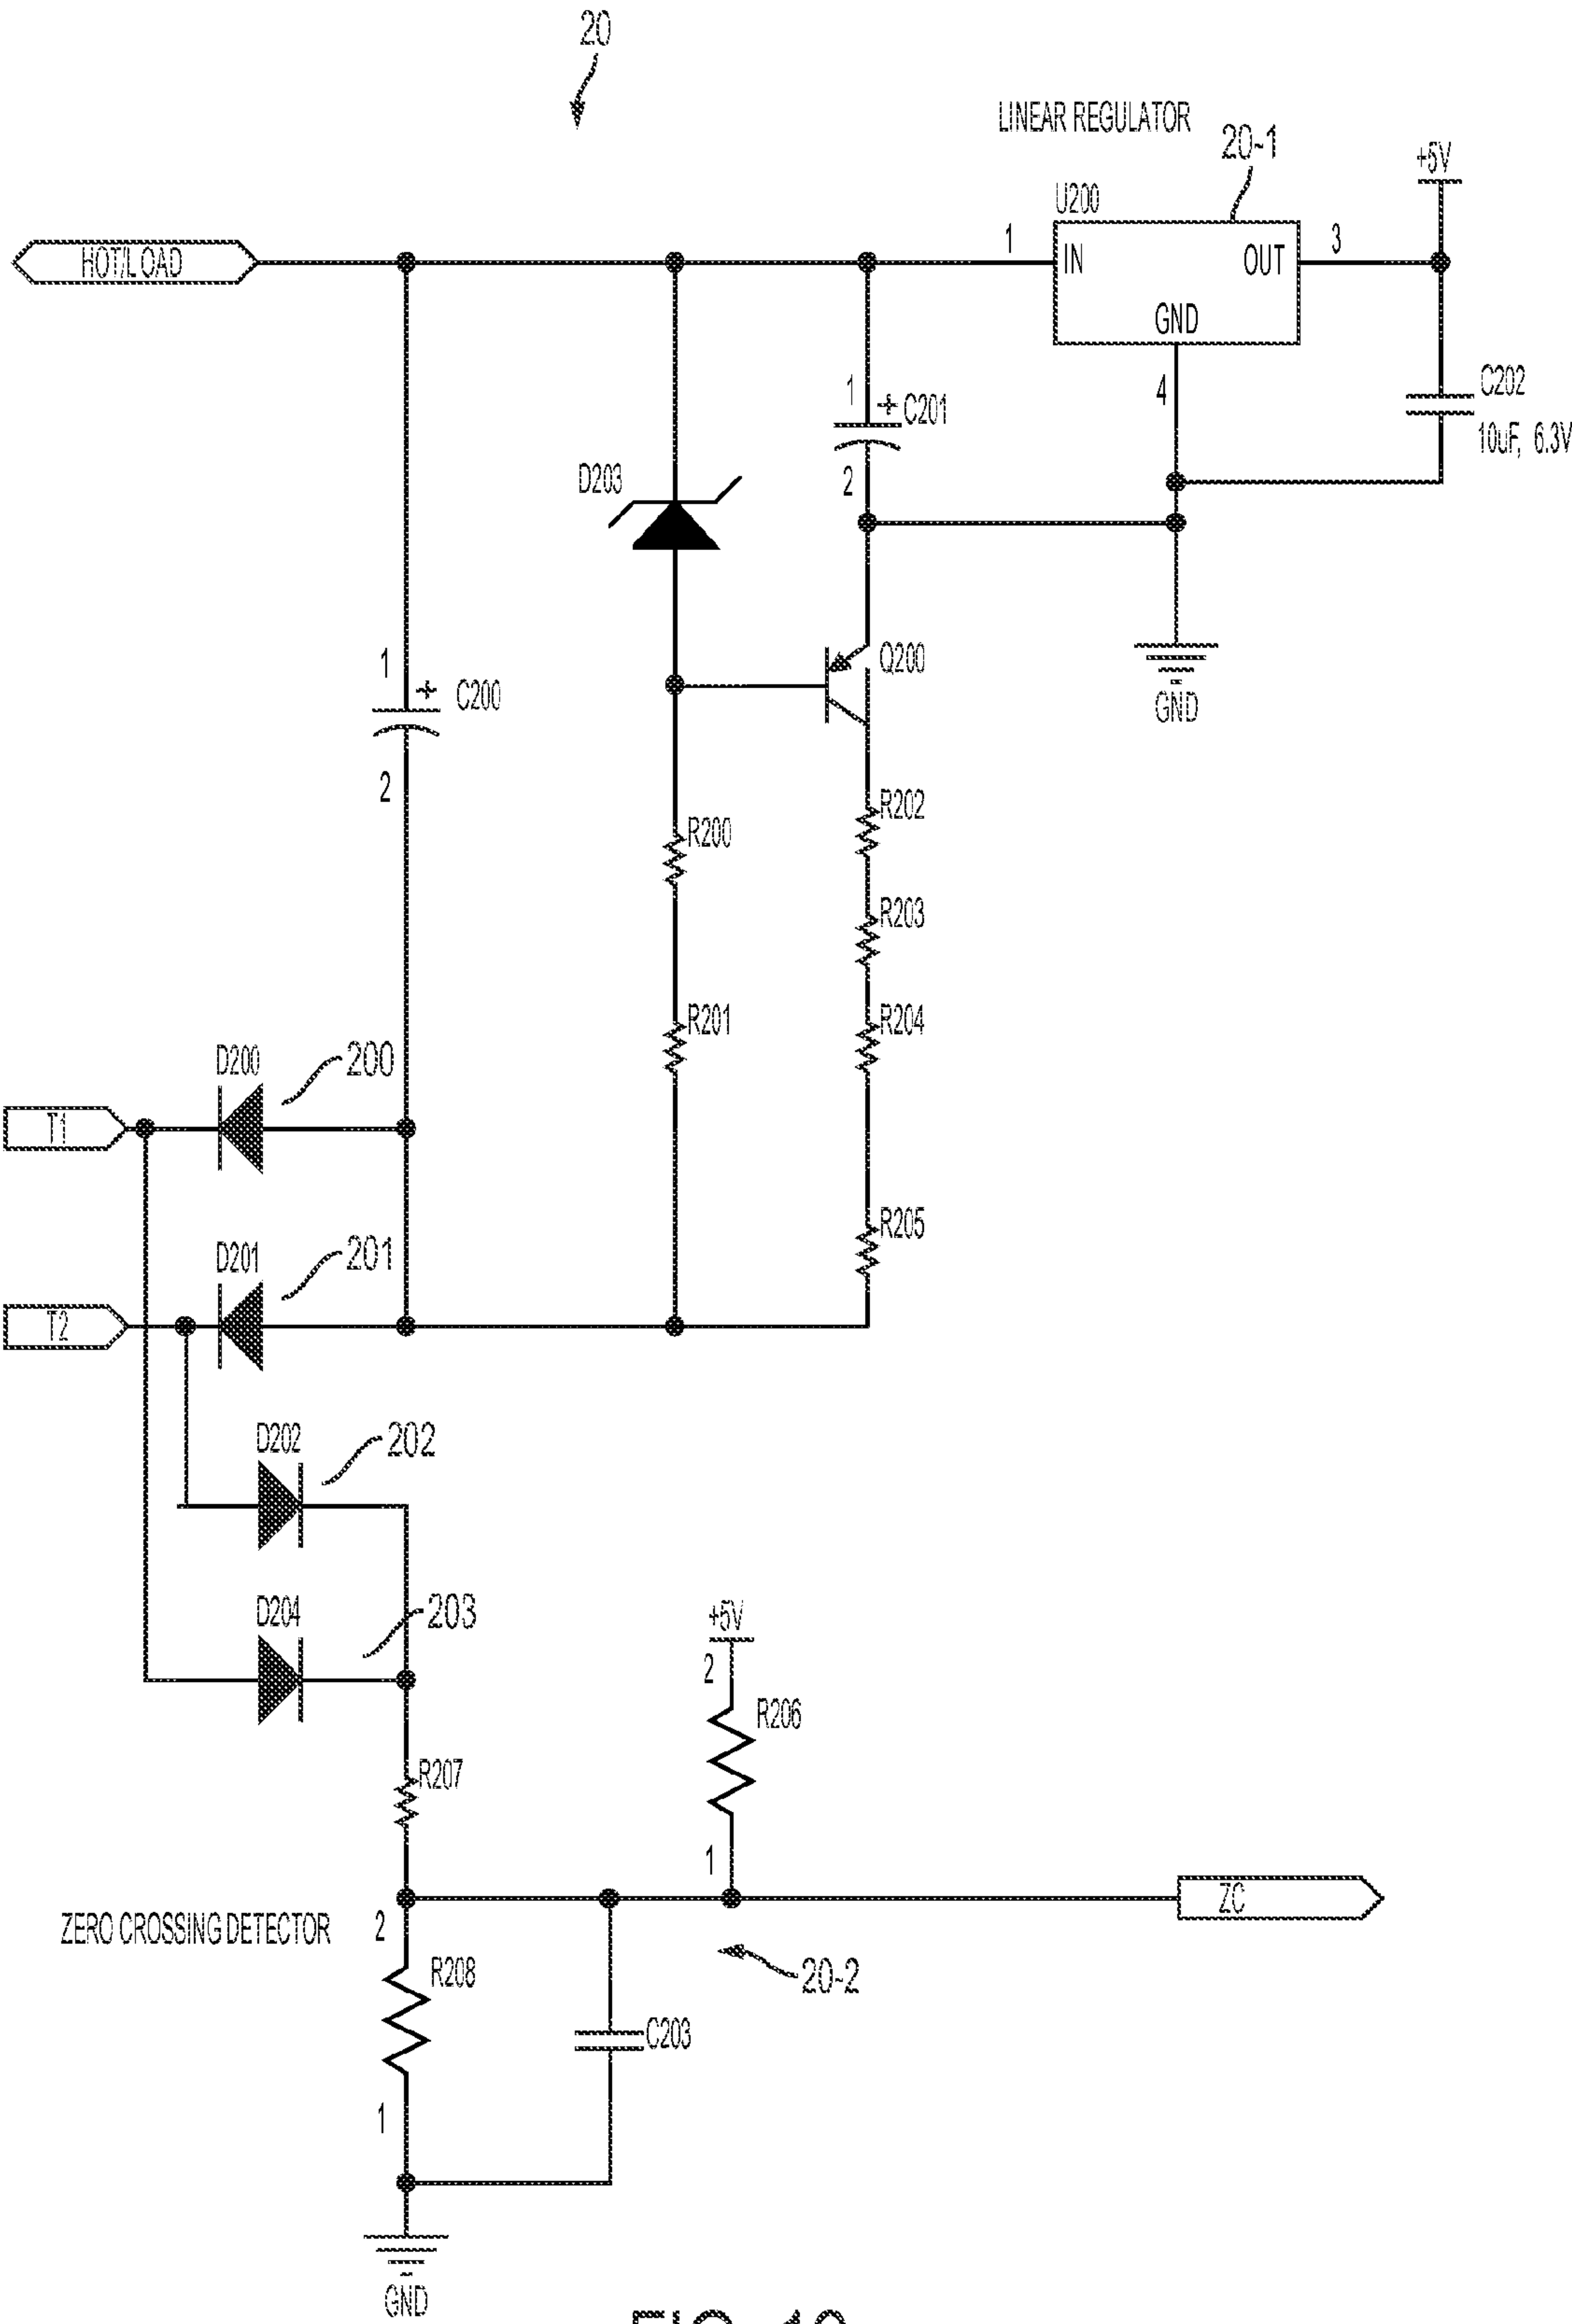 20
LINEAR REGULATOR
20-1
+5V
U200
HOT/LOAD
1
IN
OUT
3
GND
4
1
+
C201
2
C202
10uF, 6.3V
D203
Q200
GND
1
+
C200
2
R200
R202
R203
R201
R204
D200
200
T1
R205
D201
201
T2
D202
202
D204
203
+5V
2
R206
R207
1
ZC
ZERO CROSSING DETECTOR
2
R208
20-2
C203
1
GND